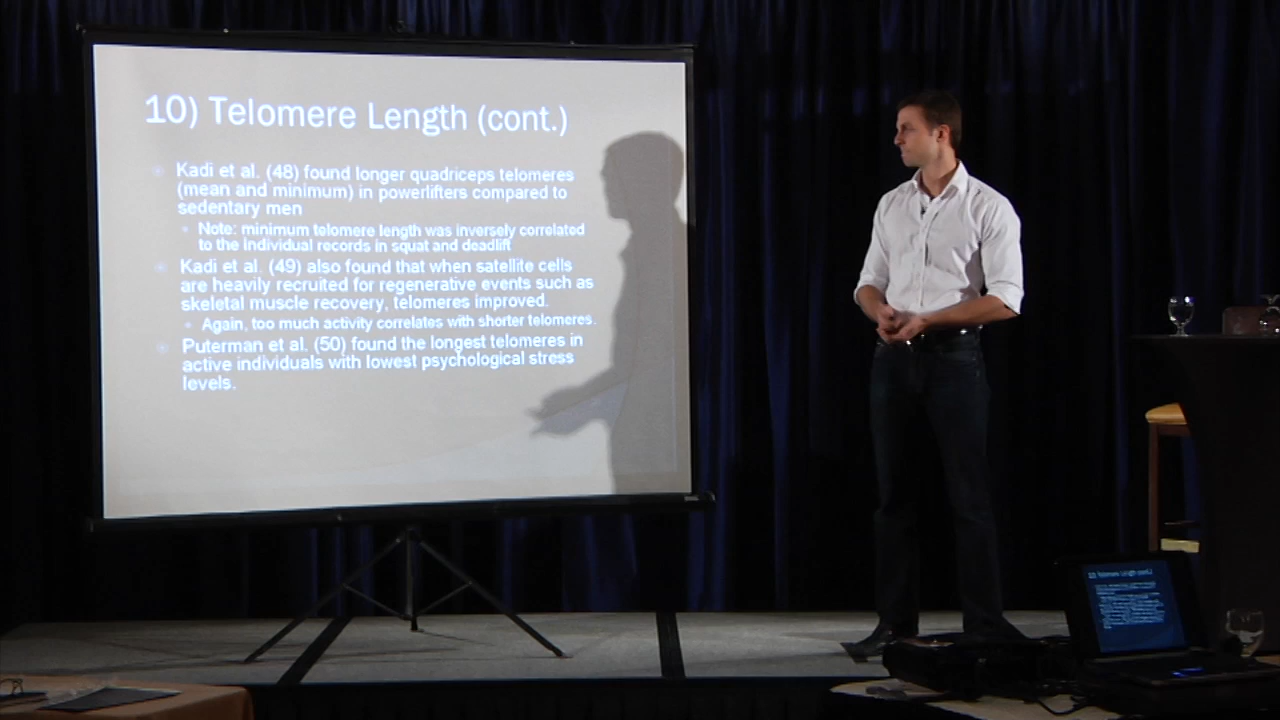 10) Telomere Length (cont.)
Kadi et al. (48) found longer quadriceps telomeres
(mean and minimum) in powerlifters compared to
sedentary men
Note: minimum telomere length was inversely correlated
to the individual records in squat and deadlift
Kadi et al. (49) also found that when satellite cells
are heavily recruited for regenerative events such as
skeletal muscle recovery, telomeres improved.
Again, too much activity correlates with shorter telomeres.
Puterman et al. (50) found the longest telomeres in
active individuals with lowest psychological stress
levels.
10) Telomere Length (cont.)